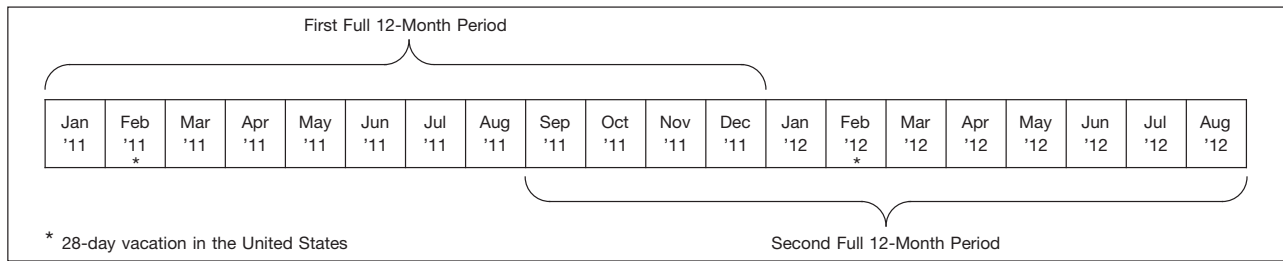 First Full 12-Month Period
Jan Feb Mar Apr May Jun Jul Aug Sep Oct Nov Dec Jan Feb Mar Apr May Jun Jul Aug
'11 '11 '11 '11 '11 '11 '11 '11 '11 '11 '11 '11 '12 '12 '12 '12 '12 '12 '12 '12
* *
* 28-day vacation in the United States
Second Full 12-Month Period